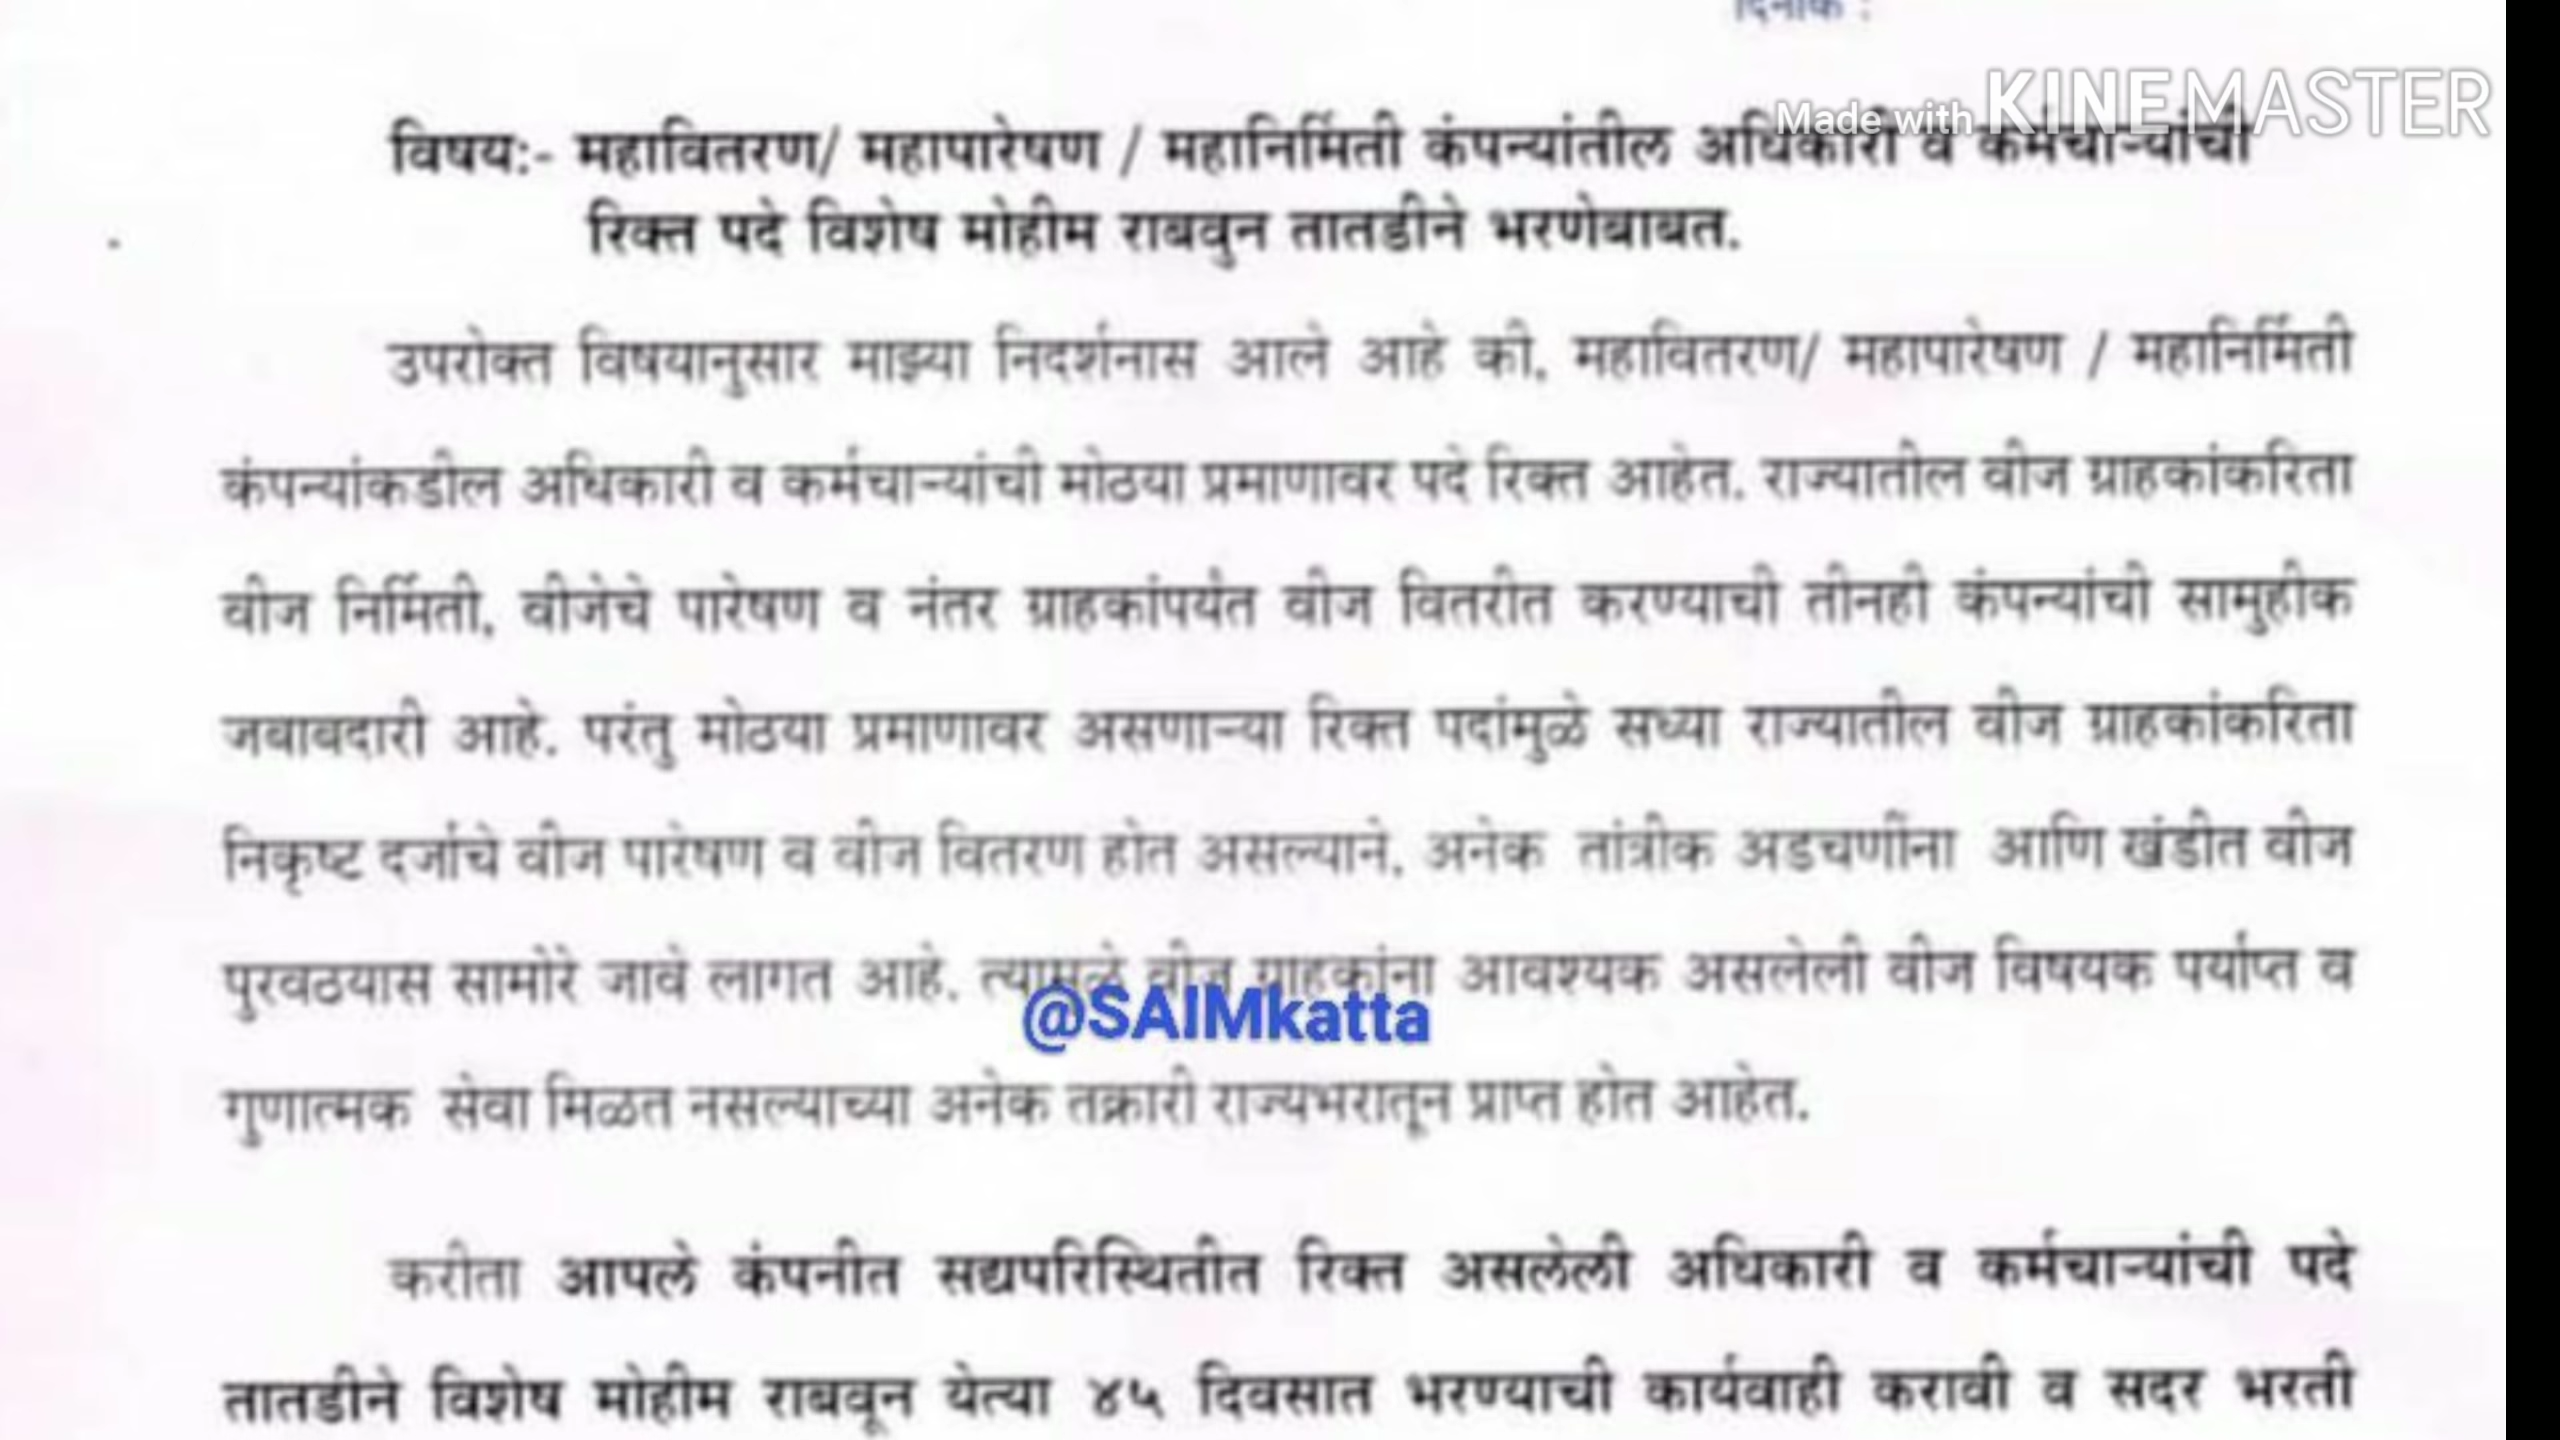 दिनांक :
Made with KINEMASTER
विषय:- महावितरण/ महापारेषण / महानिर्मिती कंपन्यांतील अधिकारी व कर्मचाऱ्यांची
रिक्त पदे विशेष मोहीम राबवुन तातडीने भरणेबाबत.
उपरोक्त विषयानुसार माझ्या निदर्शनास आले आहे की, महावितरण/ महापारेषण / महानिर्मिती
कंपन्यांकडील अधिकारी व कर्मचाऱ्यांची मोठया प्रमाणावर पदे रिक्त आहेत. राज्यातील वीज ग्राहकांकरिता
वीज निर्मिती, वीजेचे पारेषण व नंतर ग्राहकांपर्यंत वीज वितरीत करण्याची तीनही कंपन्यांची सामुहीक
जबाबदारी आहे. परंतु मोठया प्रमाणावर असणाऱ्या रिक्त पदांमुळे सध्या राज्यातील वीज ग्राहकांकरिता
निकृष्ट दर्जाचे वीज पारेषण व वीज वितरण होत असल्याने, अनेक तांत्रीक अडचणींना आणि खंडीत वीज
पुरवठयास सामोरे जावे लागत आहे. त्यामुळे वीज ग्राहकांना आवश्यक असलेली वीज विषयक पर्याप्त व
@SAIMkatta
गुणात्मक सेवा मिळत नसल्याच्या अनेक तक्रारी राज्यभरातून प्राप्त होत आहेत.
करीता आपले कंपनीत सद्यपरिस्थितीत रिक्त असलेली अधिकारी व कर्मचाऱ्यांची पदे
तातडीने विशेष मोहीम राबवून येत्या ४५ दिवसात भरण्याची कार्यवाही करावी व सदर भरती